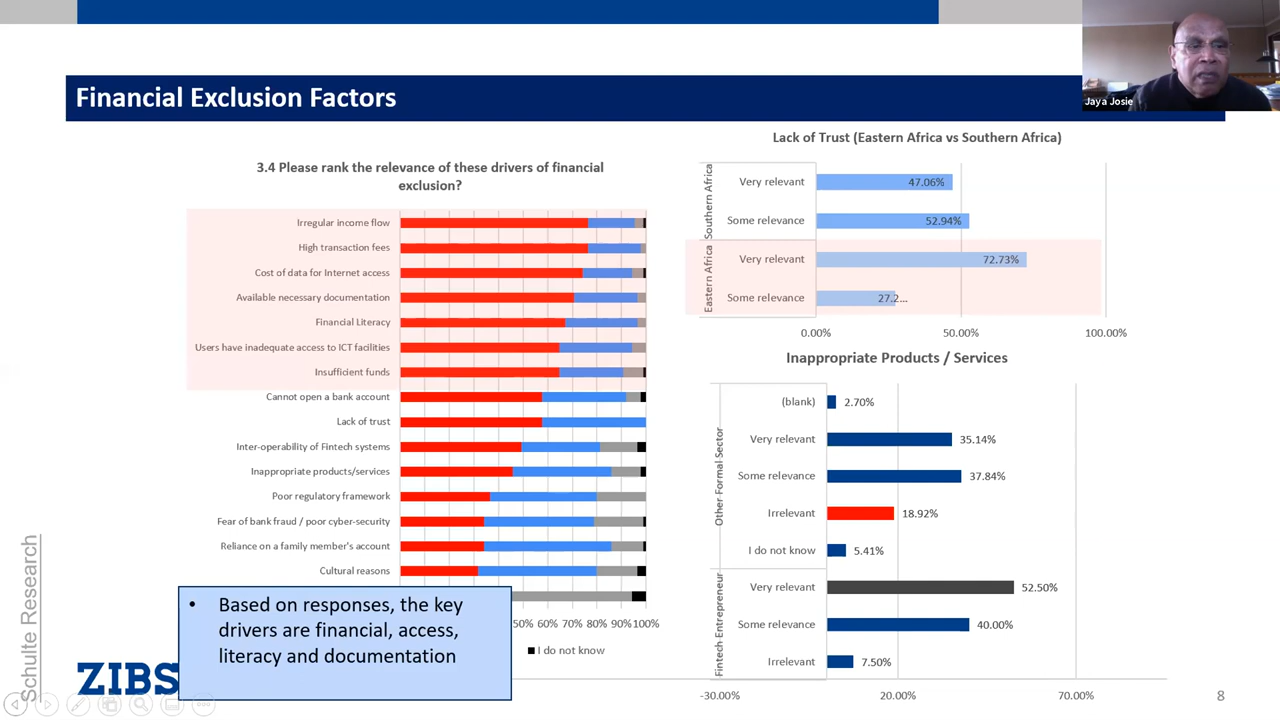 Financial Exclusion Factors
Jaya Josie
3.4 Please rank the relevance of these drivers of financial
exclusion?
Irregular income flow
High transaction fees
Cost of data for Internet access
Available necessary documentation
Financial Literacy
Users have inadequate access to ICT facilities
Insufficient funds
Cannot open a bank account
Lack of trust
Inter-operability of Fintech systems
Inappropriate products/services
Poor regulatory framework
Fear of bank fraud / poor cyber-security
Reliance on a family member's account
Cultural reasons
50% 60% 70% 80% 90% 100%
I do not know
• Based on responses, the key
drivers are financial, access,
literacy and documentation
Lack of Trust (Eastern Africa vs Southern Africa)
Southern Africa
Very relevant 47.06%
Some relevance 52.94%
Eastern Africa
Very relevant 72.73%
Some relevance 27.2...
0.00% 50.00% 100.00%
Inappropriate Products / Services
Other Formal Sector
(blank) 2.70%
Very relevant 35.14%
Some relevance 37.84%
Irrelevant 18.92%
I do not know 5.41%
Fintech Entrepreneur
Very relevant 52.50%
Some relevance 40.00%
Irrelevant 7.50%
-30.00% 20.00% 70.00%
Schulte Research
ZIBS
8